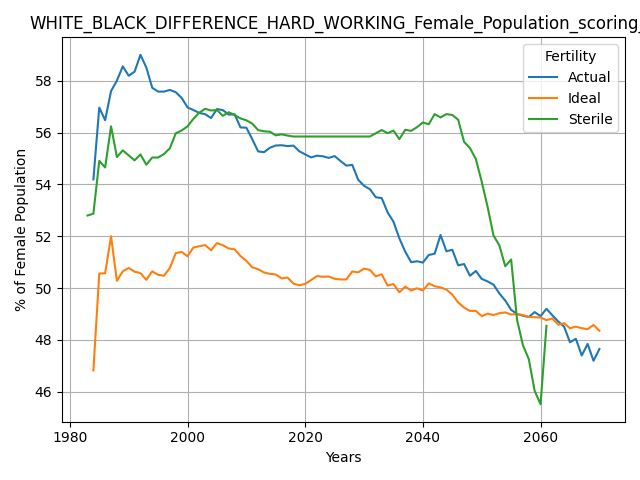 WHITE_BLACK_DIFFERENCE_HARD_WORKING_Female_Population_scoring_
Fertility
Actual
Ideal
Sterile
% of Female Population
58
56
54
52
50
48
46
1980
2000
2020
2040
2060
Years